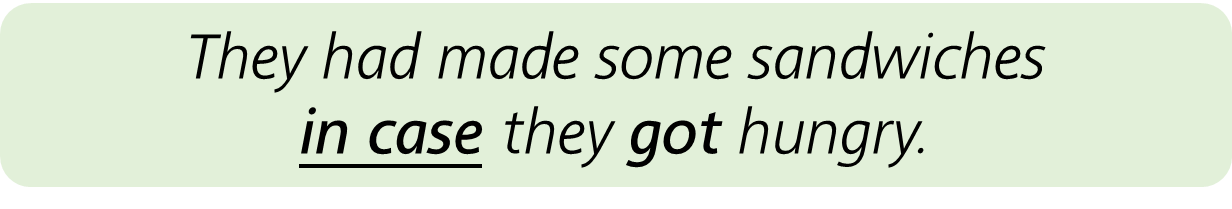 They had made some sandwiches
in case they got hungry.